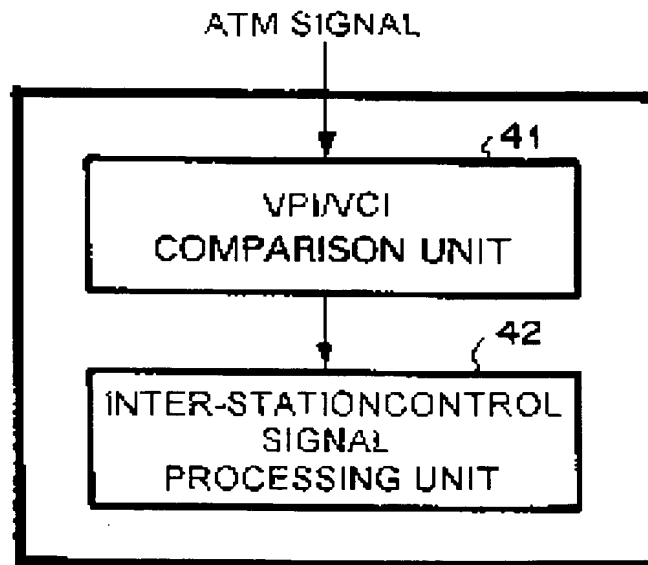 ATM SIGNAL
41
VPI/VCI
COMPARISON UNIT
42
INTER-STATIONCONTROL
SIGNAL
PROCESSING UNIT